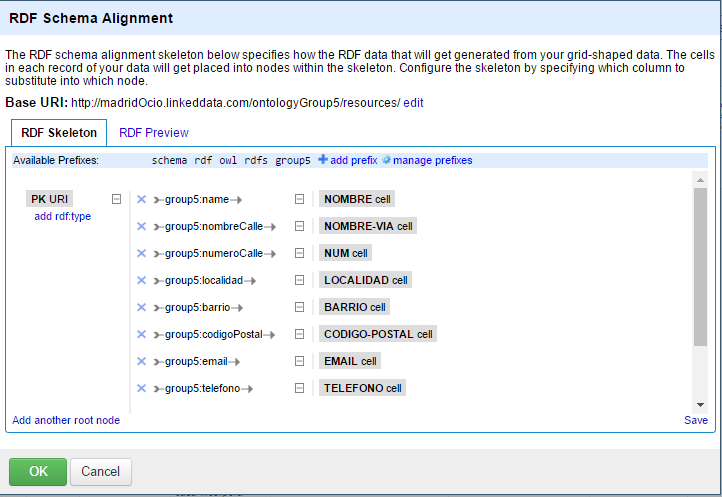 RDF Schema Alignment
The RDF schema alignment skeleton below specifies how the RDF data that will get generated from your grid-shaped data. The cells
in each record of your data will get placed into nodes within the skeleton. Configure the skeleton by specifying which column to
substitute into which node.
Base URI: http://madridOcio.linkeddata.com/ontologyGroup5/resources/ edit
RDF Skeleton RDF Preview
Available Prefixes: schema rdf owl rdfs group5 add prefix manage prefixes
PK URI group5:name NOMBRE cell
add rdf:type
group5:nombreCalle NOMBRE-VIA cell
group5:numeroCalle NUM cell
group5:localidad LOCALIDAD cell
group5:barrio BARRIO cell
group5:codigoPostal CODIGO-POSTAL cell
group5:email EMAIL cell
group5:telefono TELEFONO cell
Add another root node Save
OK Cancel